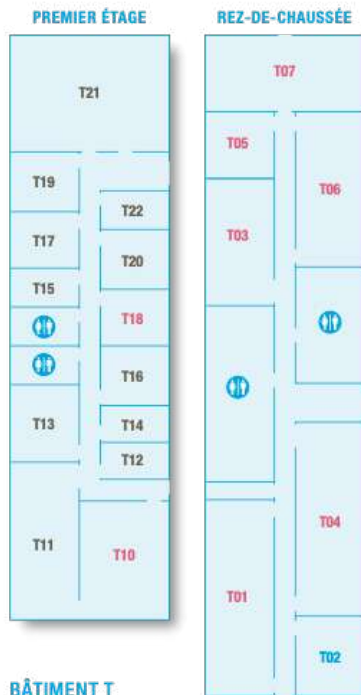 PREMIER ÉTAGE
T21
T19
T22
T17
T20
T15
T18
T16
T13
T14
T12
T11
T10
REZ-DE-CHAUSSÉE
T07
T05
T06
T03
T04
T01
T02
BÂTIMENT T